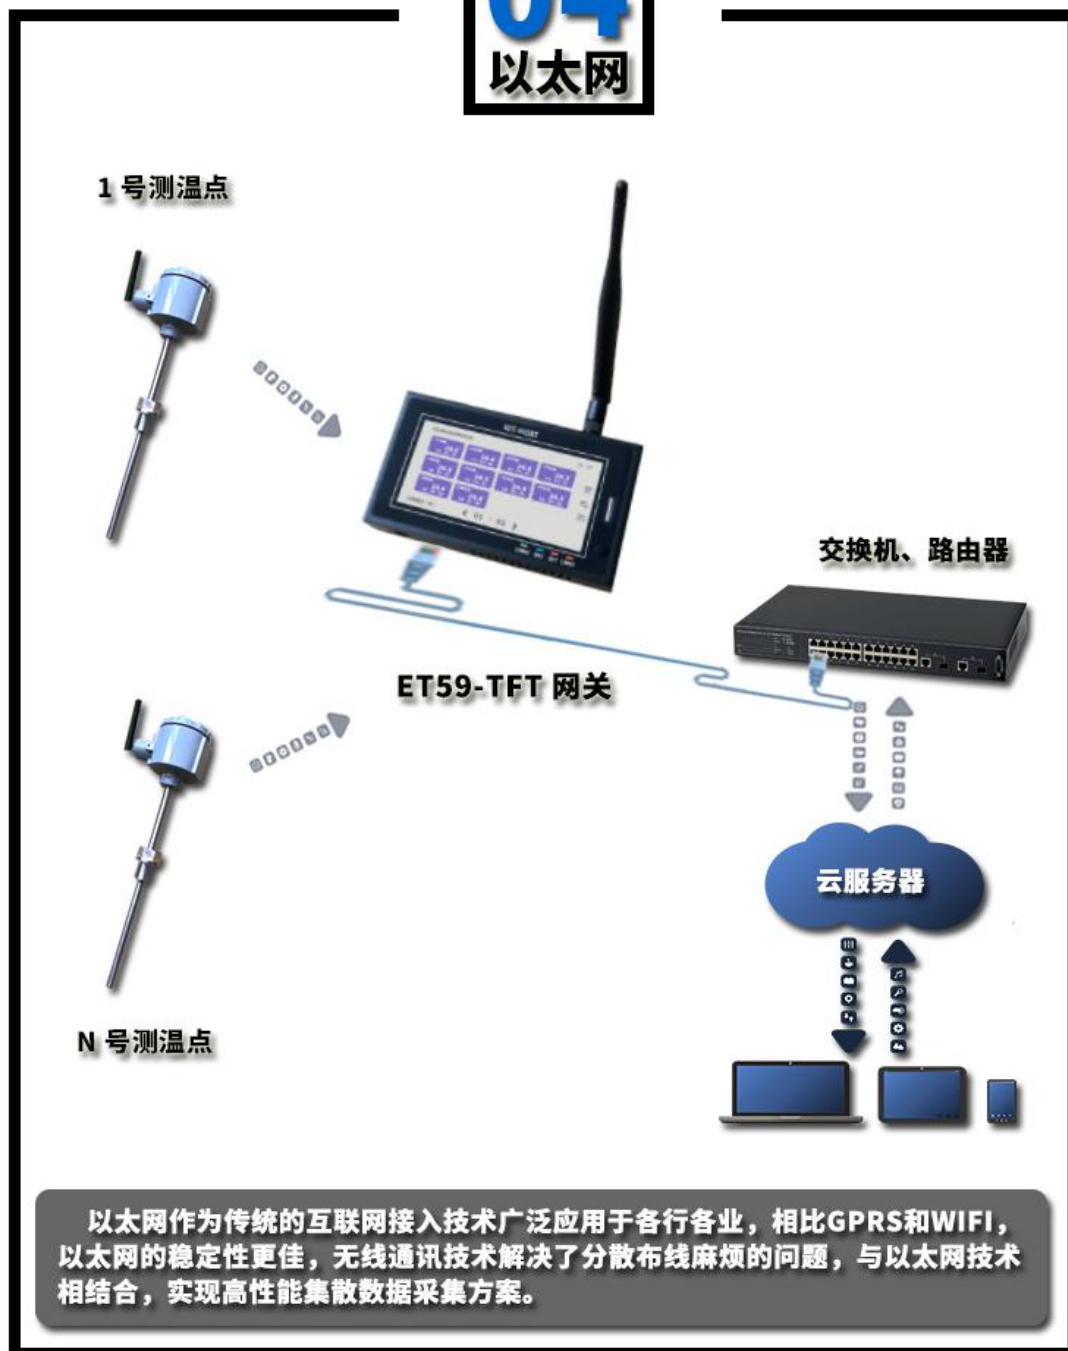 04
以太网
1 号测温点
交换机、路由器
ET59-TFT 网关
云服务器
N 号测温点
以太网作为传统的互联网接入技术广泛应用于各行各业，相比GPRS和WIFI，
以太网的稳定性更佳，无线通讯技术解决了分散布线麻烦的问题，与以太网技术
相结合，实现高性能集散数据采集方案。